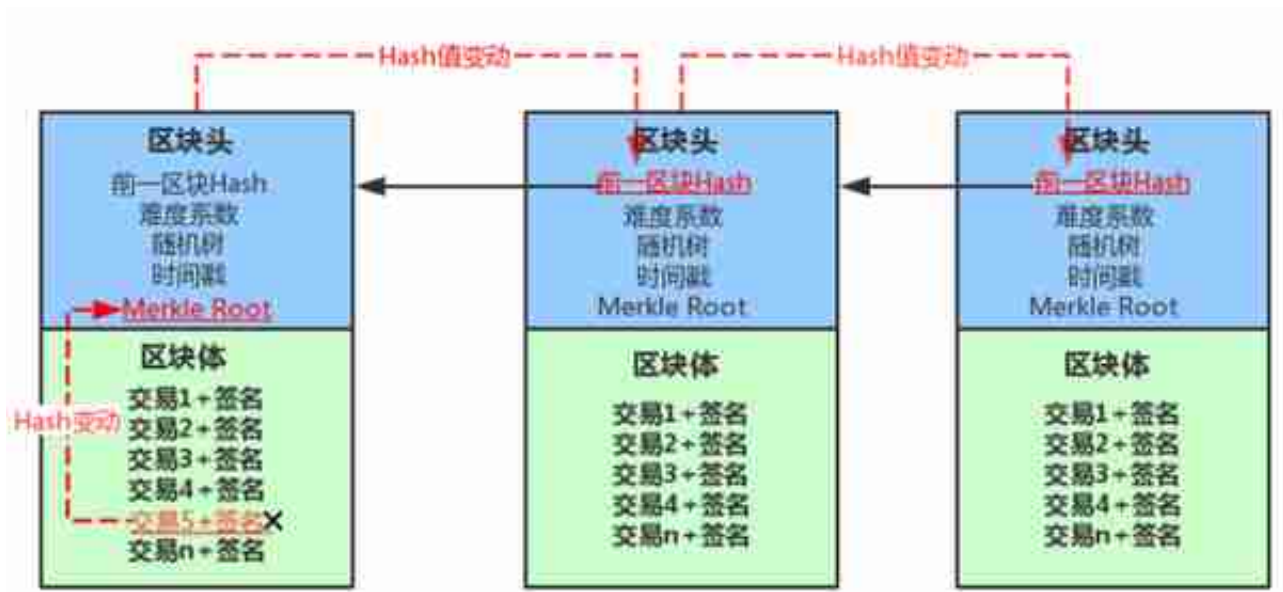 Hash值变动
Hash值变动
区块头
前一区块Hash
难度系数
随机树
时间戳
Merkle Root
区块体
交易1+签名
交易2+签名
交易3+签名
交易4+签名
交易5+签名
交易n+签名
Hash变动
区块头
前一区块Hash
难度系数
随机树
时间戳
Merkle Root
区块体
交易1+签名
交易2+签名
交易3+签名
交易4+签名
交易n+签名
区块头
前一区块Hash
难度系数
随机树
时间戳
Merkle Root
区块体
交易1+签名
交易2+签名
交易3+签名
交易4+签名
交易n+签名